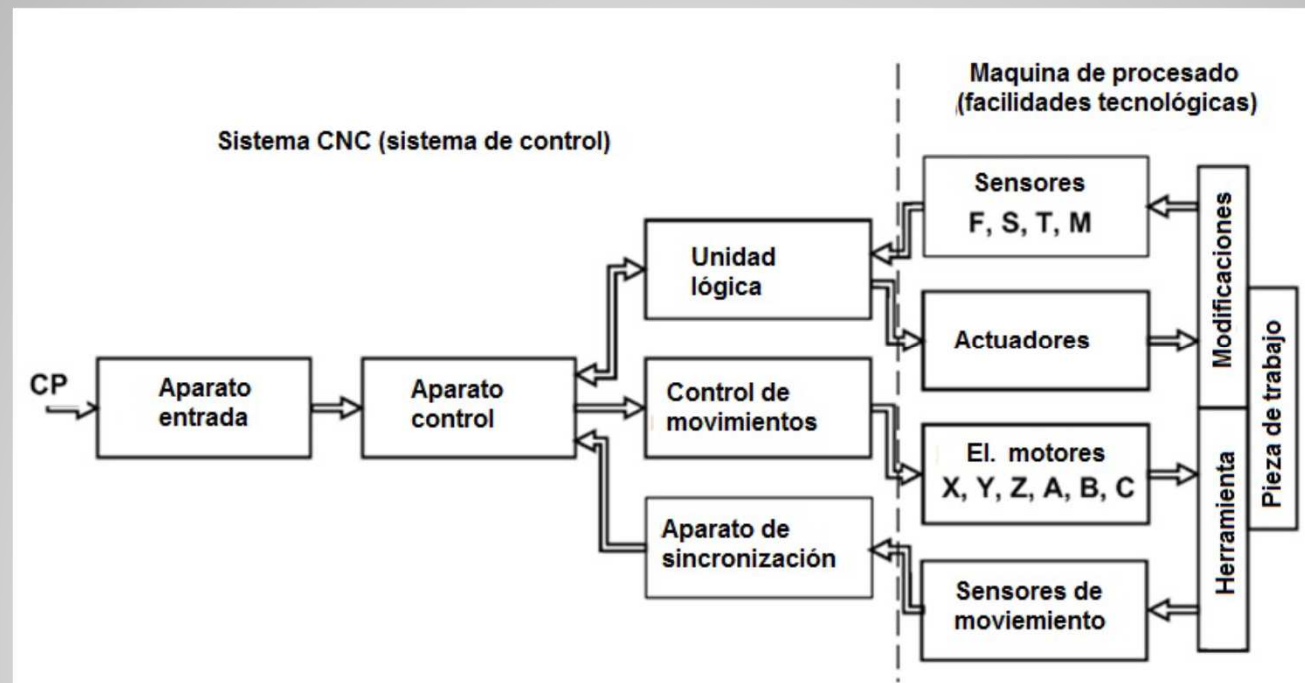 Maquina de procesado
(facilidades tecnológicas)
Sistema CNC (sistema de control)
Sensores
F, S, T, M
Unidad
lógica
Actuadores
Modificaciones
CP
Aparato
entrada
Aparato
control
Control de
movimientos
El. motores
X, Y, Z, A, B, C
Pieza de trabajo
Herramienta
Aparato de
sincronización
Sensores de
moviemiento